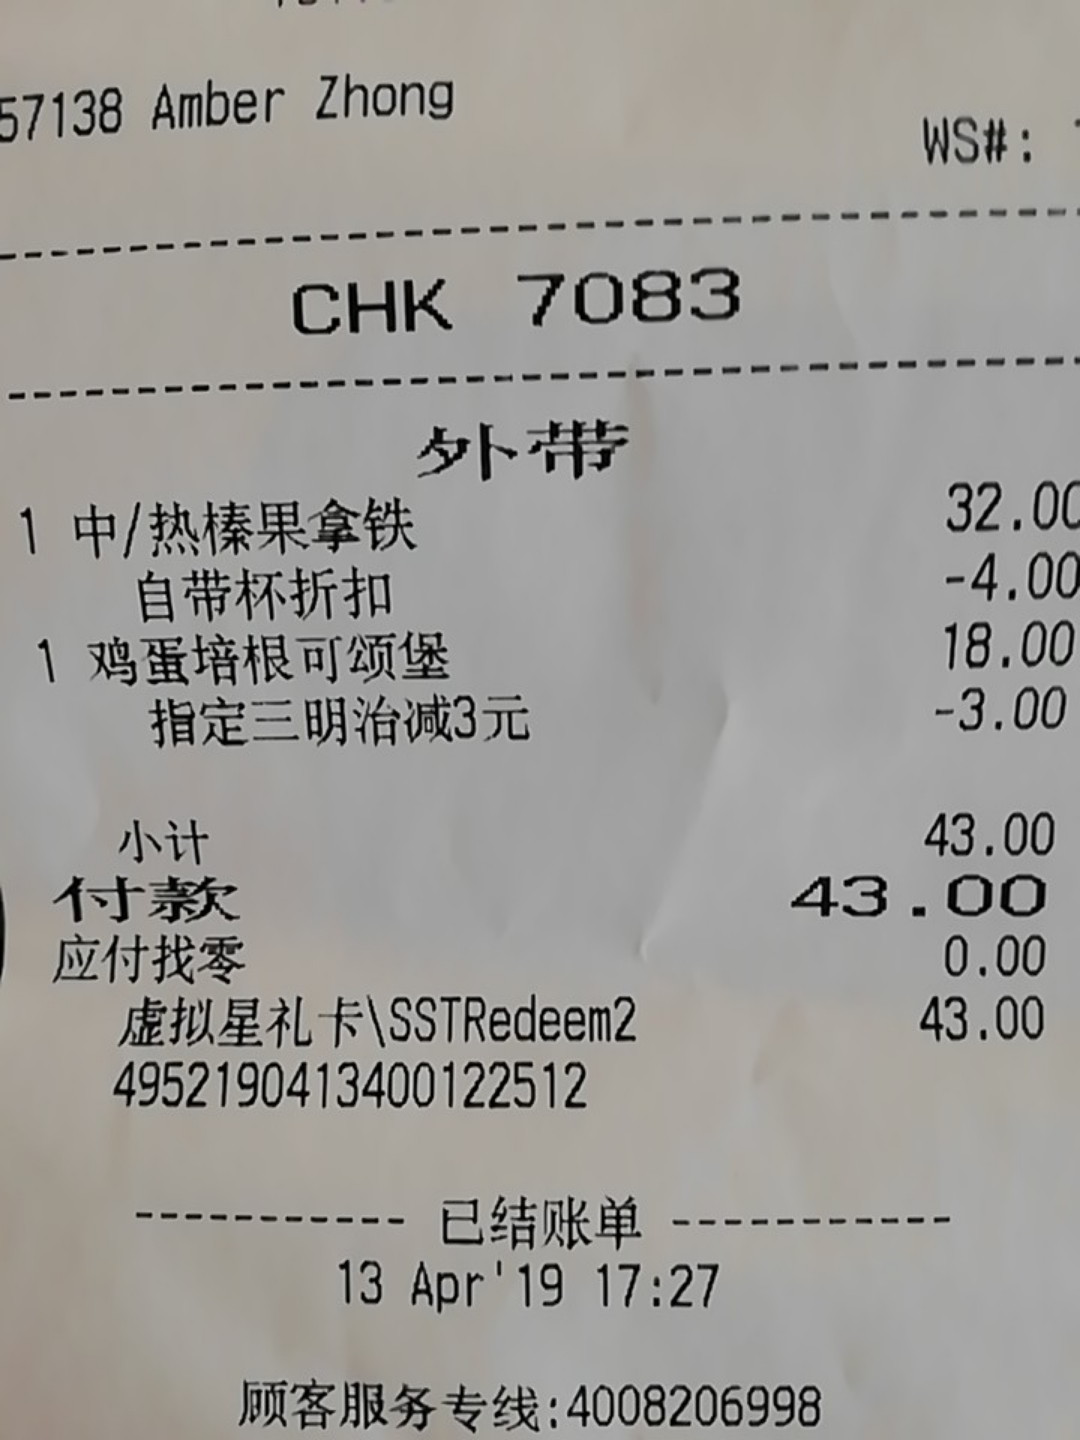 57138 Amber Zhong
WS#:
CHK 7083
外带
1 中/热榛果拿铁 32.00
自带杯折扣 -4.00
1 鸡蛋培根可颂堡 18.00
指定三明治减3元 -3.00
小计 43.00
付款 43.00
应付找零 0.00
虚拟星礼卡\SSTRedeem2 43.00
4952190413400122512
----------- 已结账单 -----------
13 Apr'19 17:27
顾客服务专线:4008206998